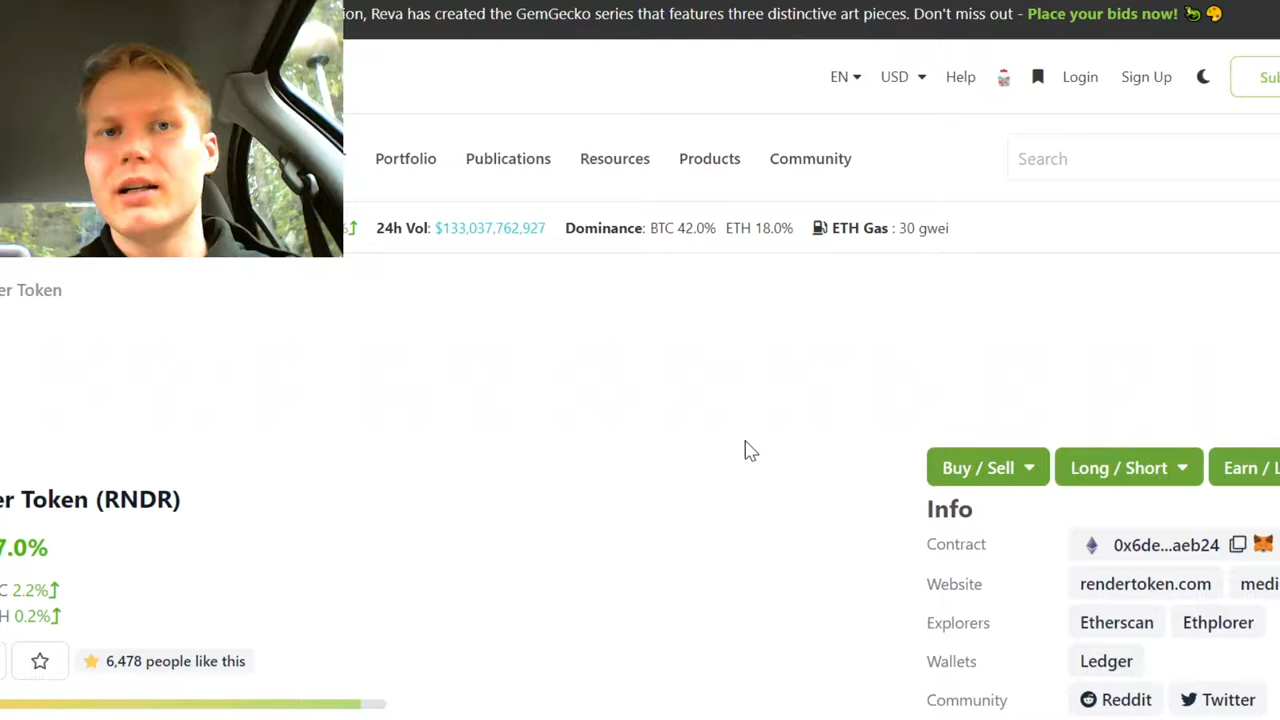 ion, Reva has created the GemGecko series that features three distinctive art pieces. Don't miss out - Place your bids now!
EN USD Help Login Sign Up Sub
Portfolio Publications Resources Products Community Search
24h Vol: $133,037,762,927 Dominance: BTC 42.0% ETH 18.0% ETH Gas : 30 gwei
er Token
Buy / Sell Long / Short Earn / L
er Token (RNDR)
Info
7.0%
Contract 0x6de...aeb24
C 2.2%
Website rendertoken.com medi
H 0.2%
Explorers Etherscan Ethplorer
6,478 people like this
Wallets Ledger
Community Reddit Twitter